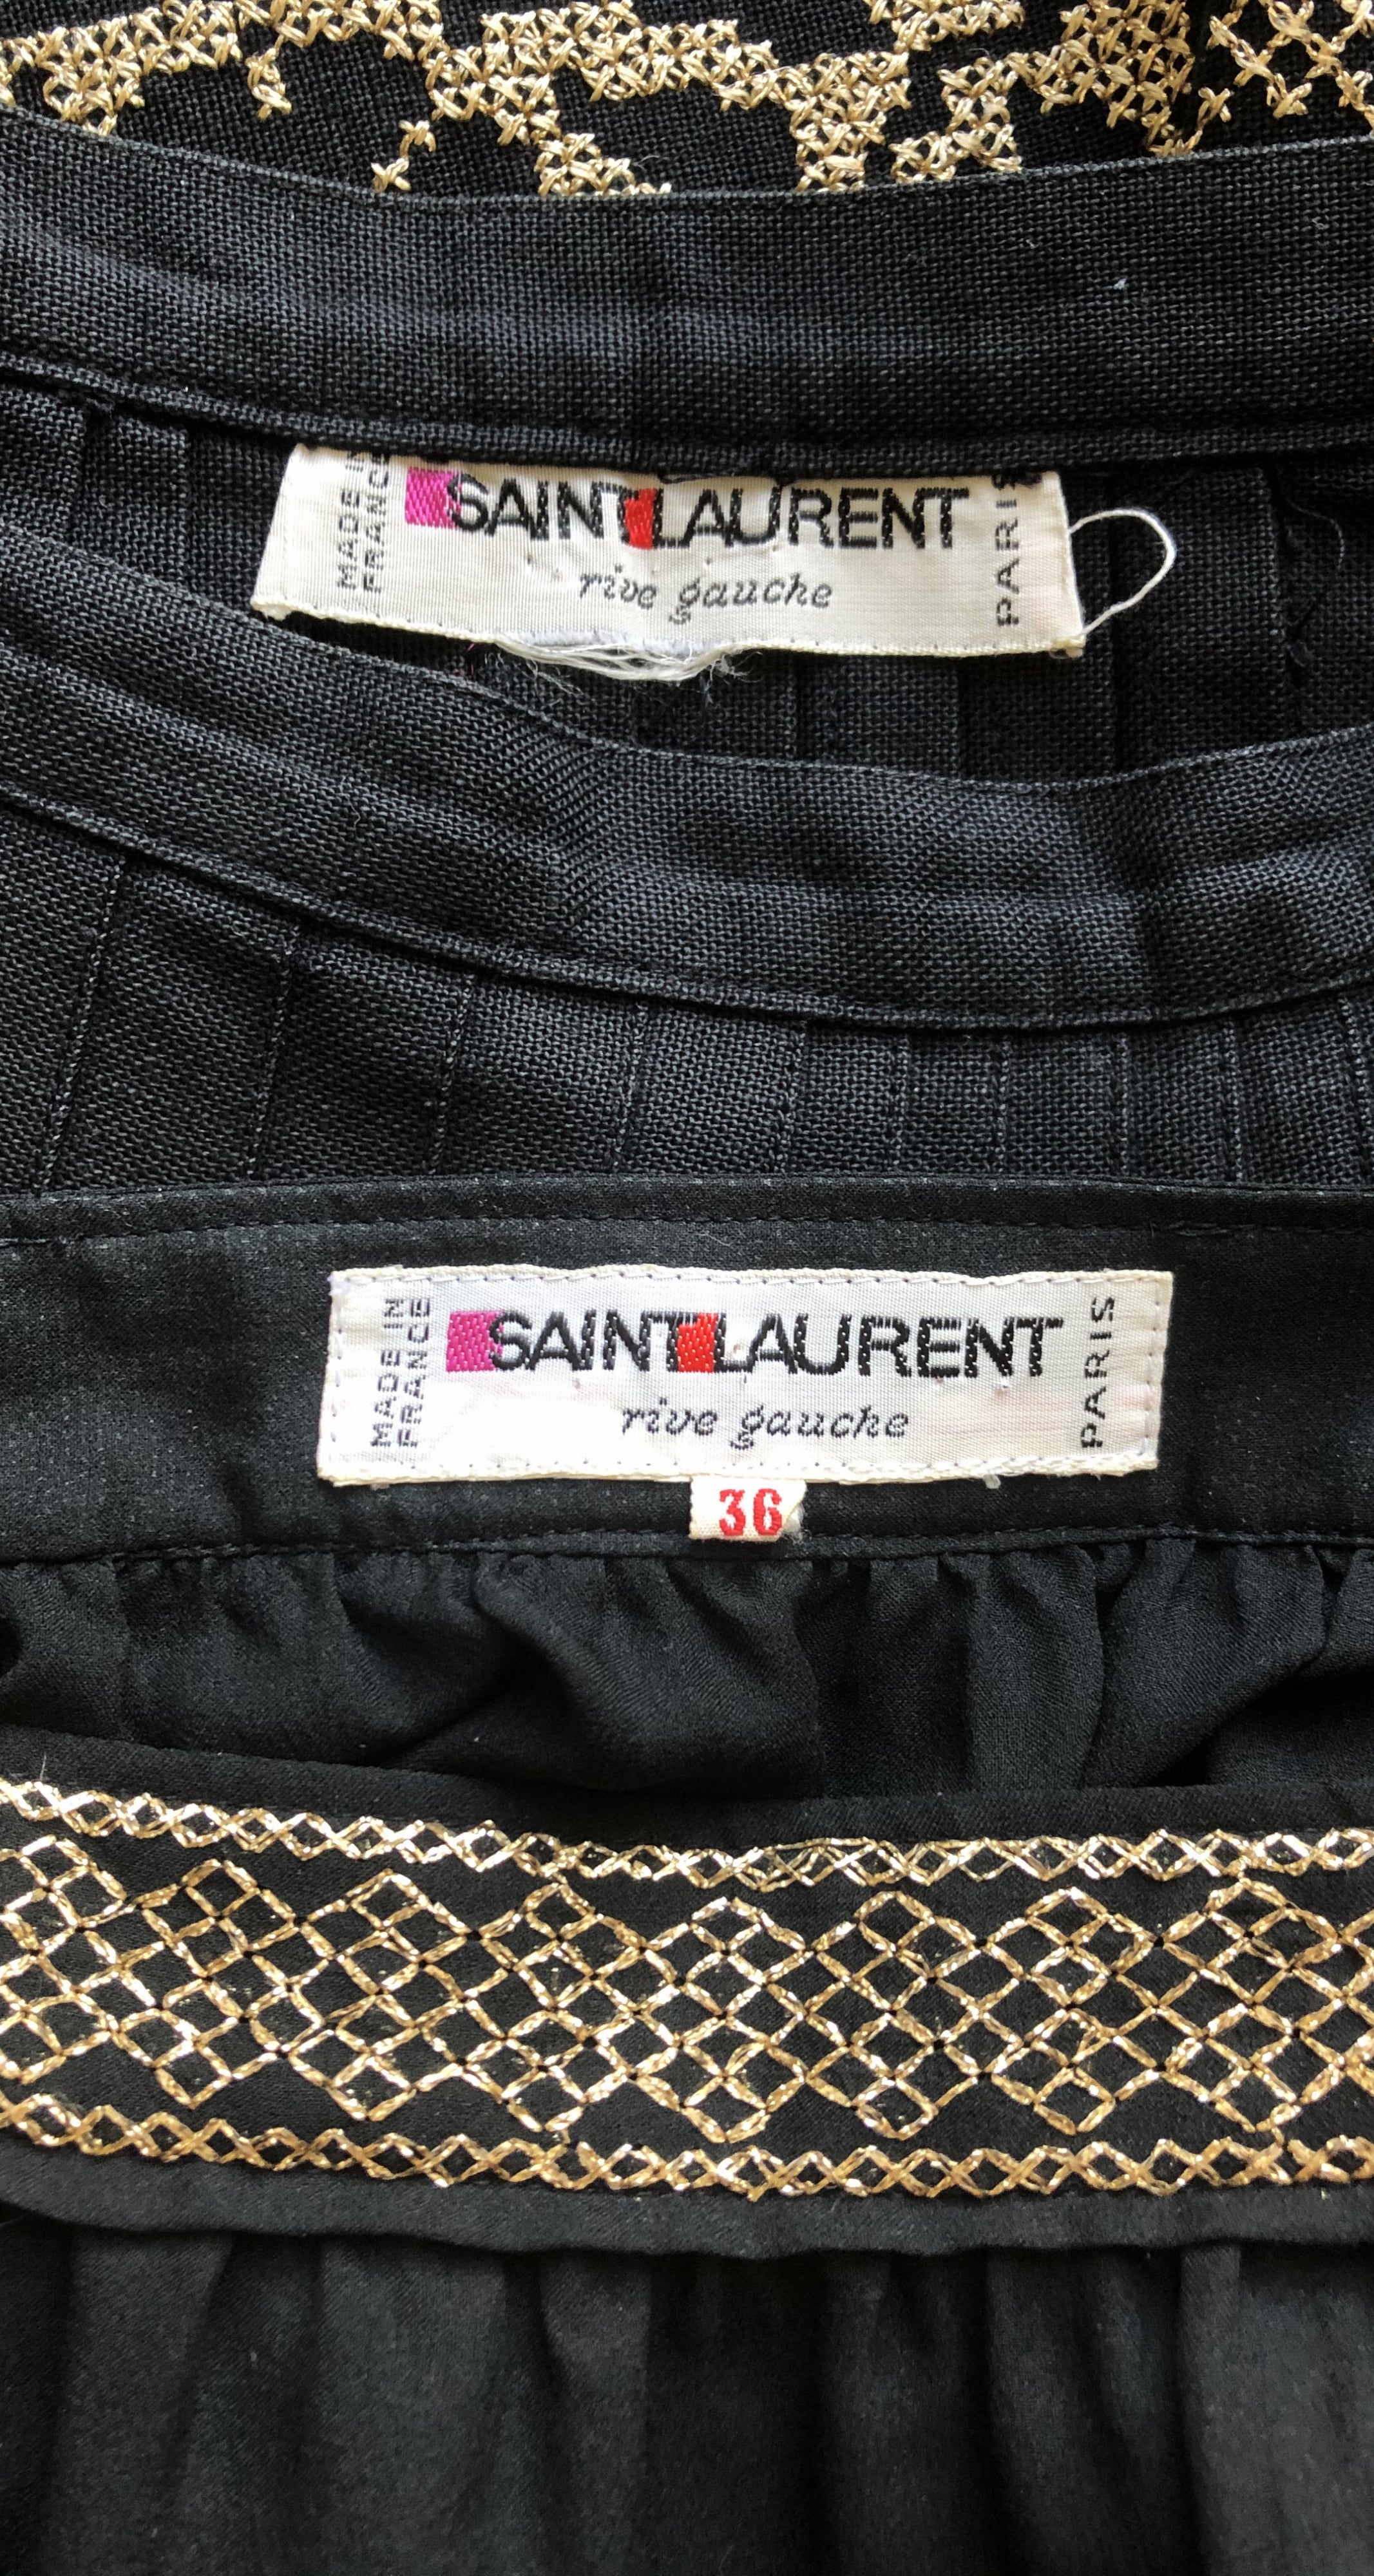 MADE IN
FRANCE
SAINT LAURENT
rive gauche
PARIS
MADE IN
FRANCE
SAINT LAURENT
rive gauche
PARIS
36